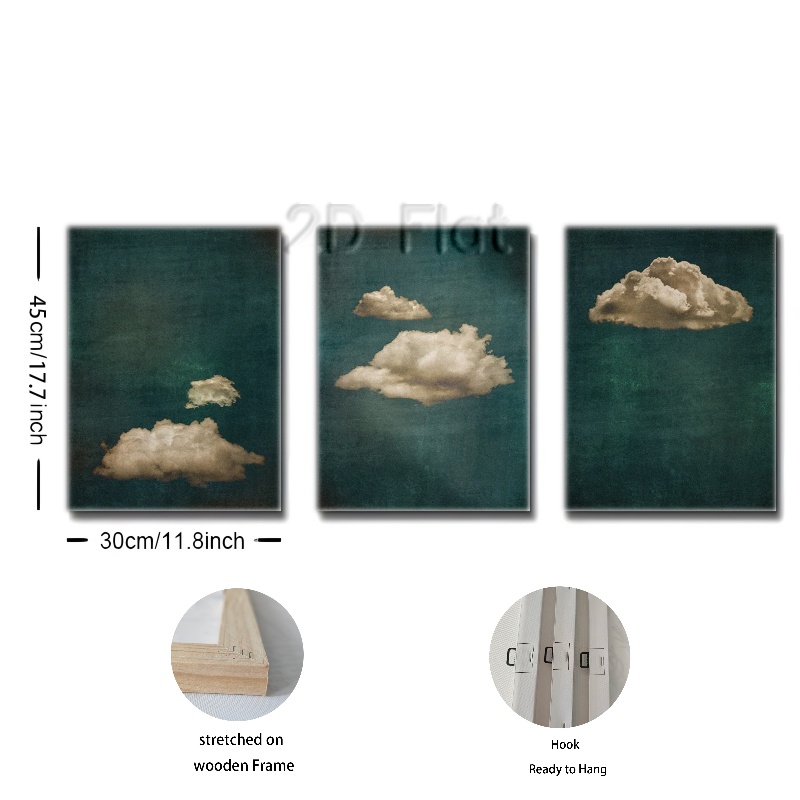 2D Flat
45cm/17.7inch
30cm/11.8inch
stretched on
wooden Frame
Hook
Ready to Hang